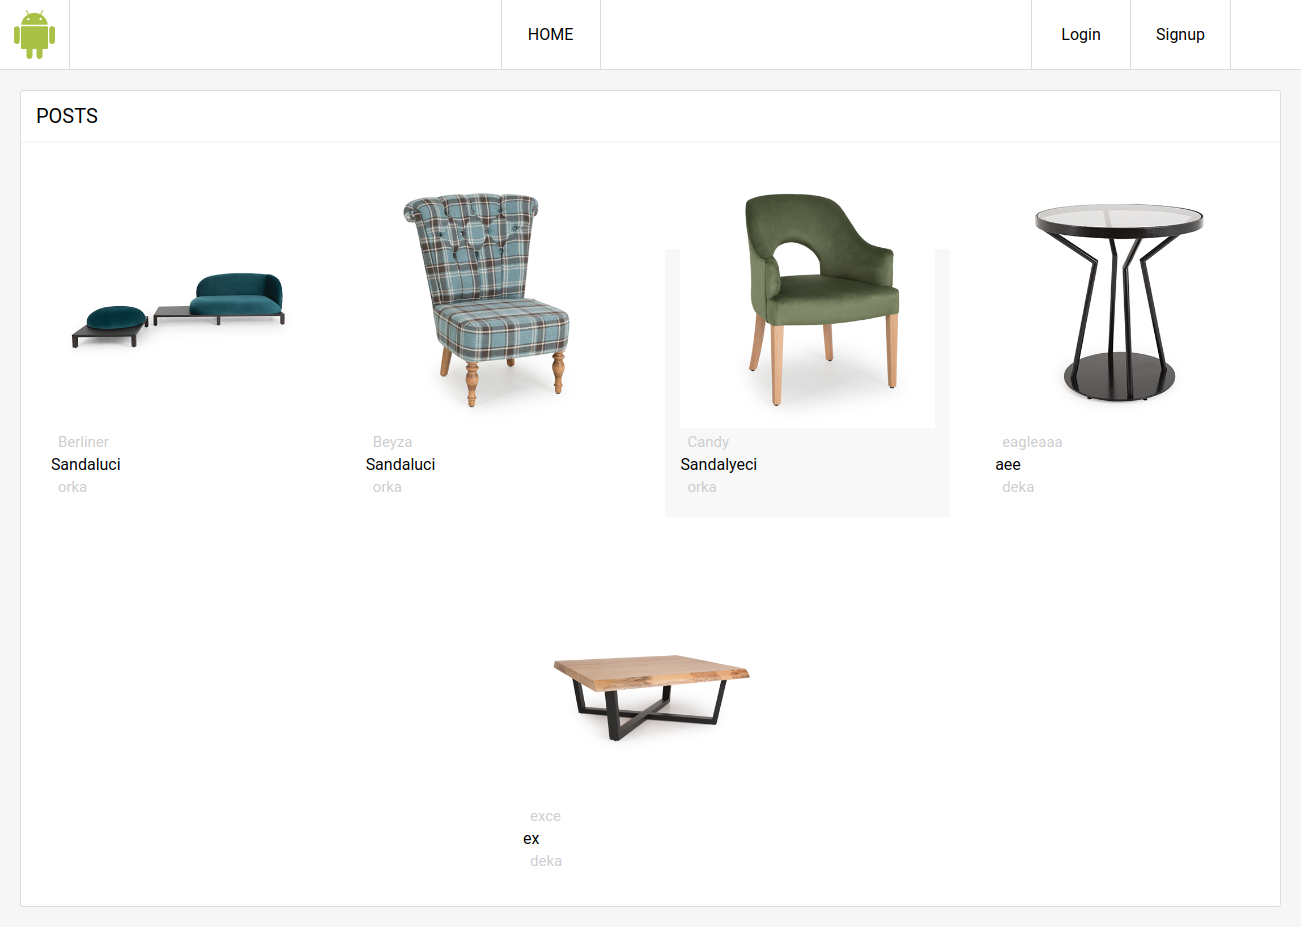 HOME
Login
Signup
POSTS
Berliner
Sandaluci
orka
Beyza
Sandaluci
orka
Candy
Sandalyeci
orka
eagleaaa
aee
deka
exce
ex
deka